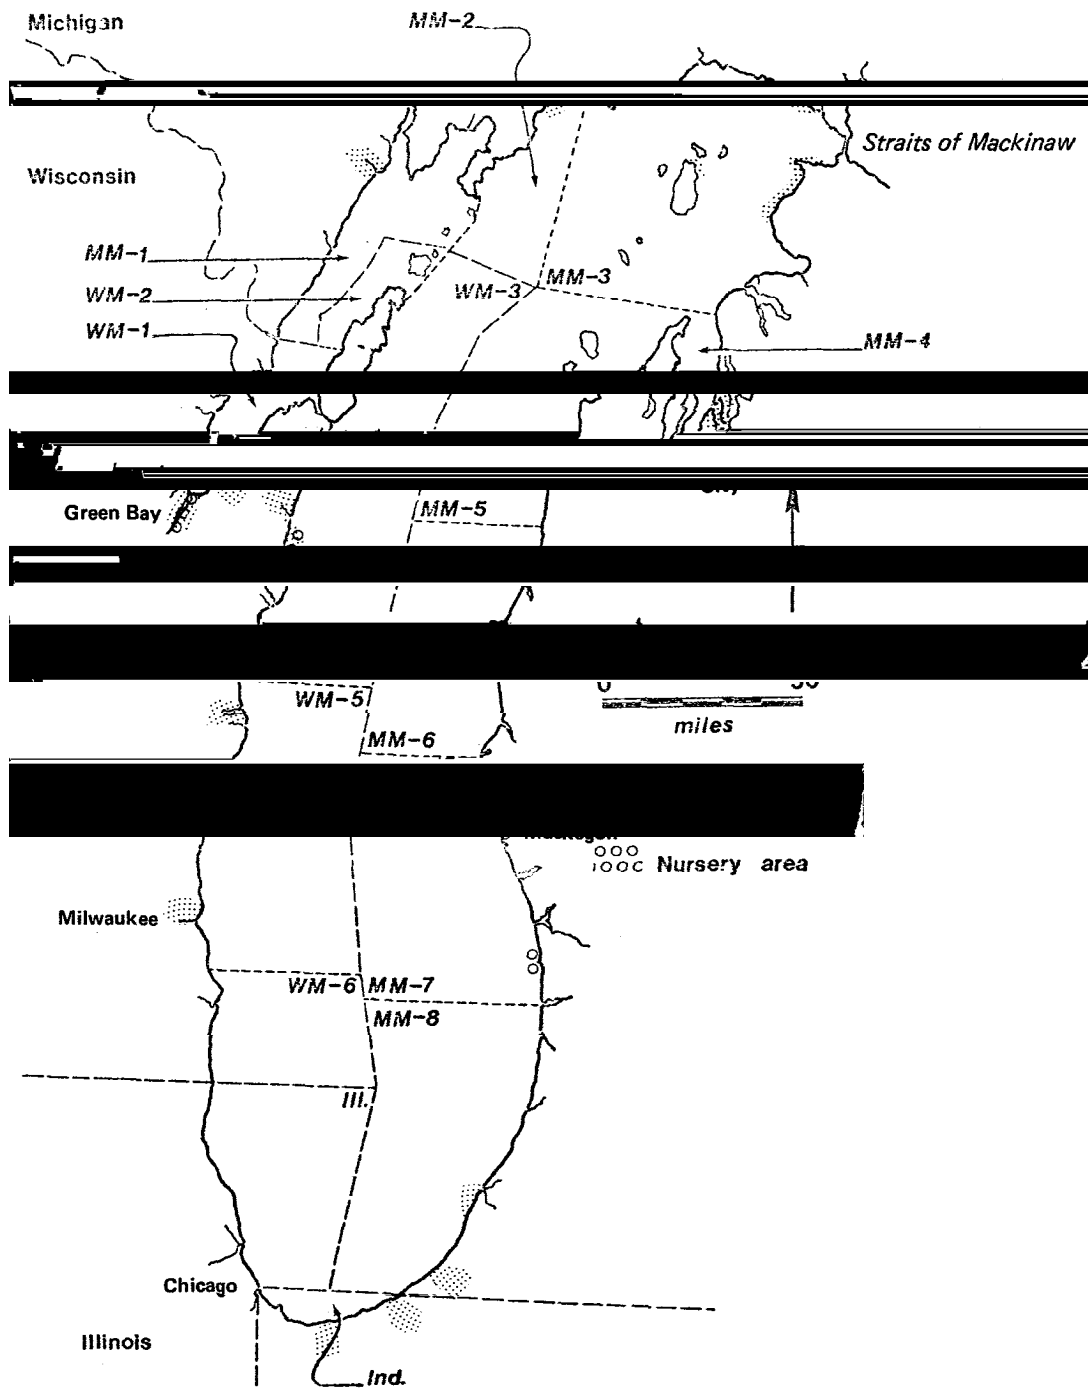 Michigan
MM-2
Straits of Mackinaw
Wisconsin
MM-1
MM-3
WM-2
WM-3
WM-1
MM-4
Green Bay
MM-5
WM-5
miles
MM-6
Nursery area
Milwaukee
WM-6
MM-7
MM-8
Ill.
Chicago
Illinois
Ind.